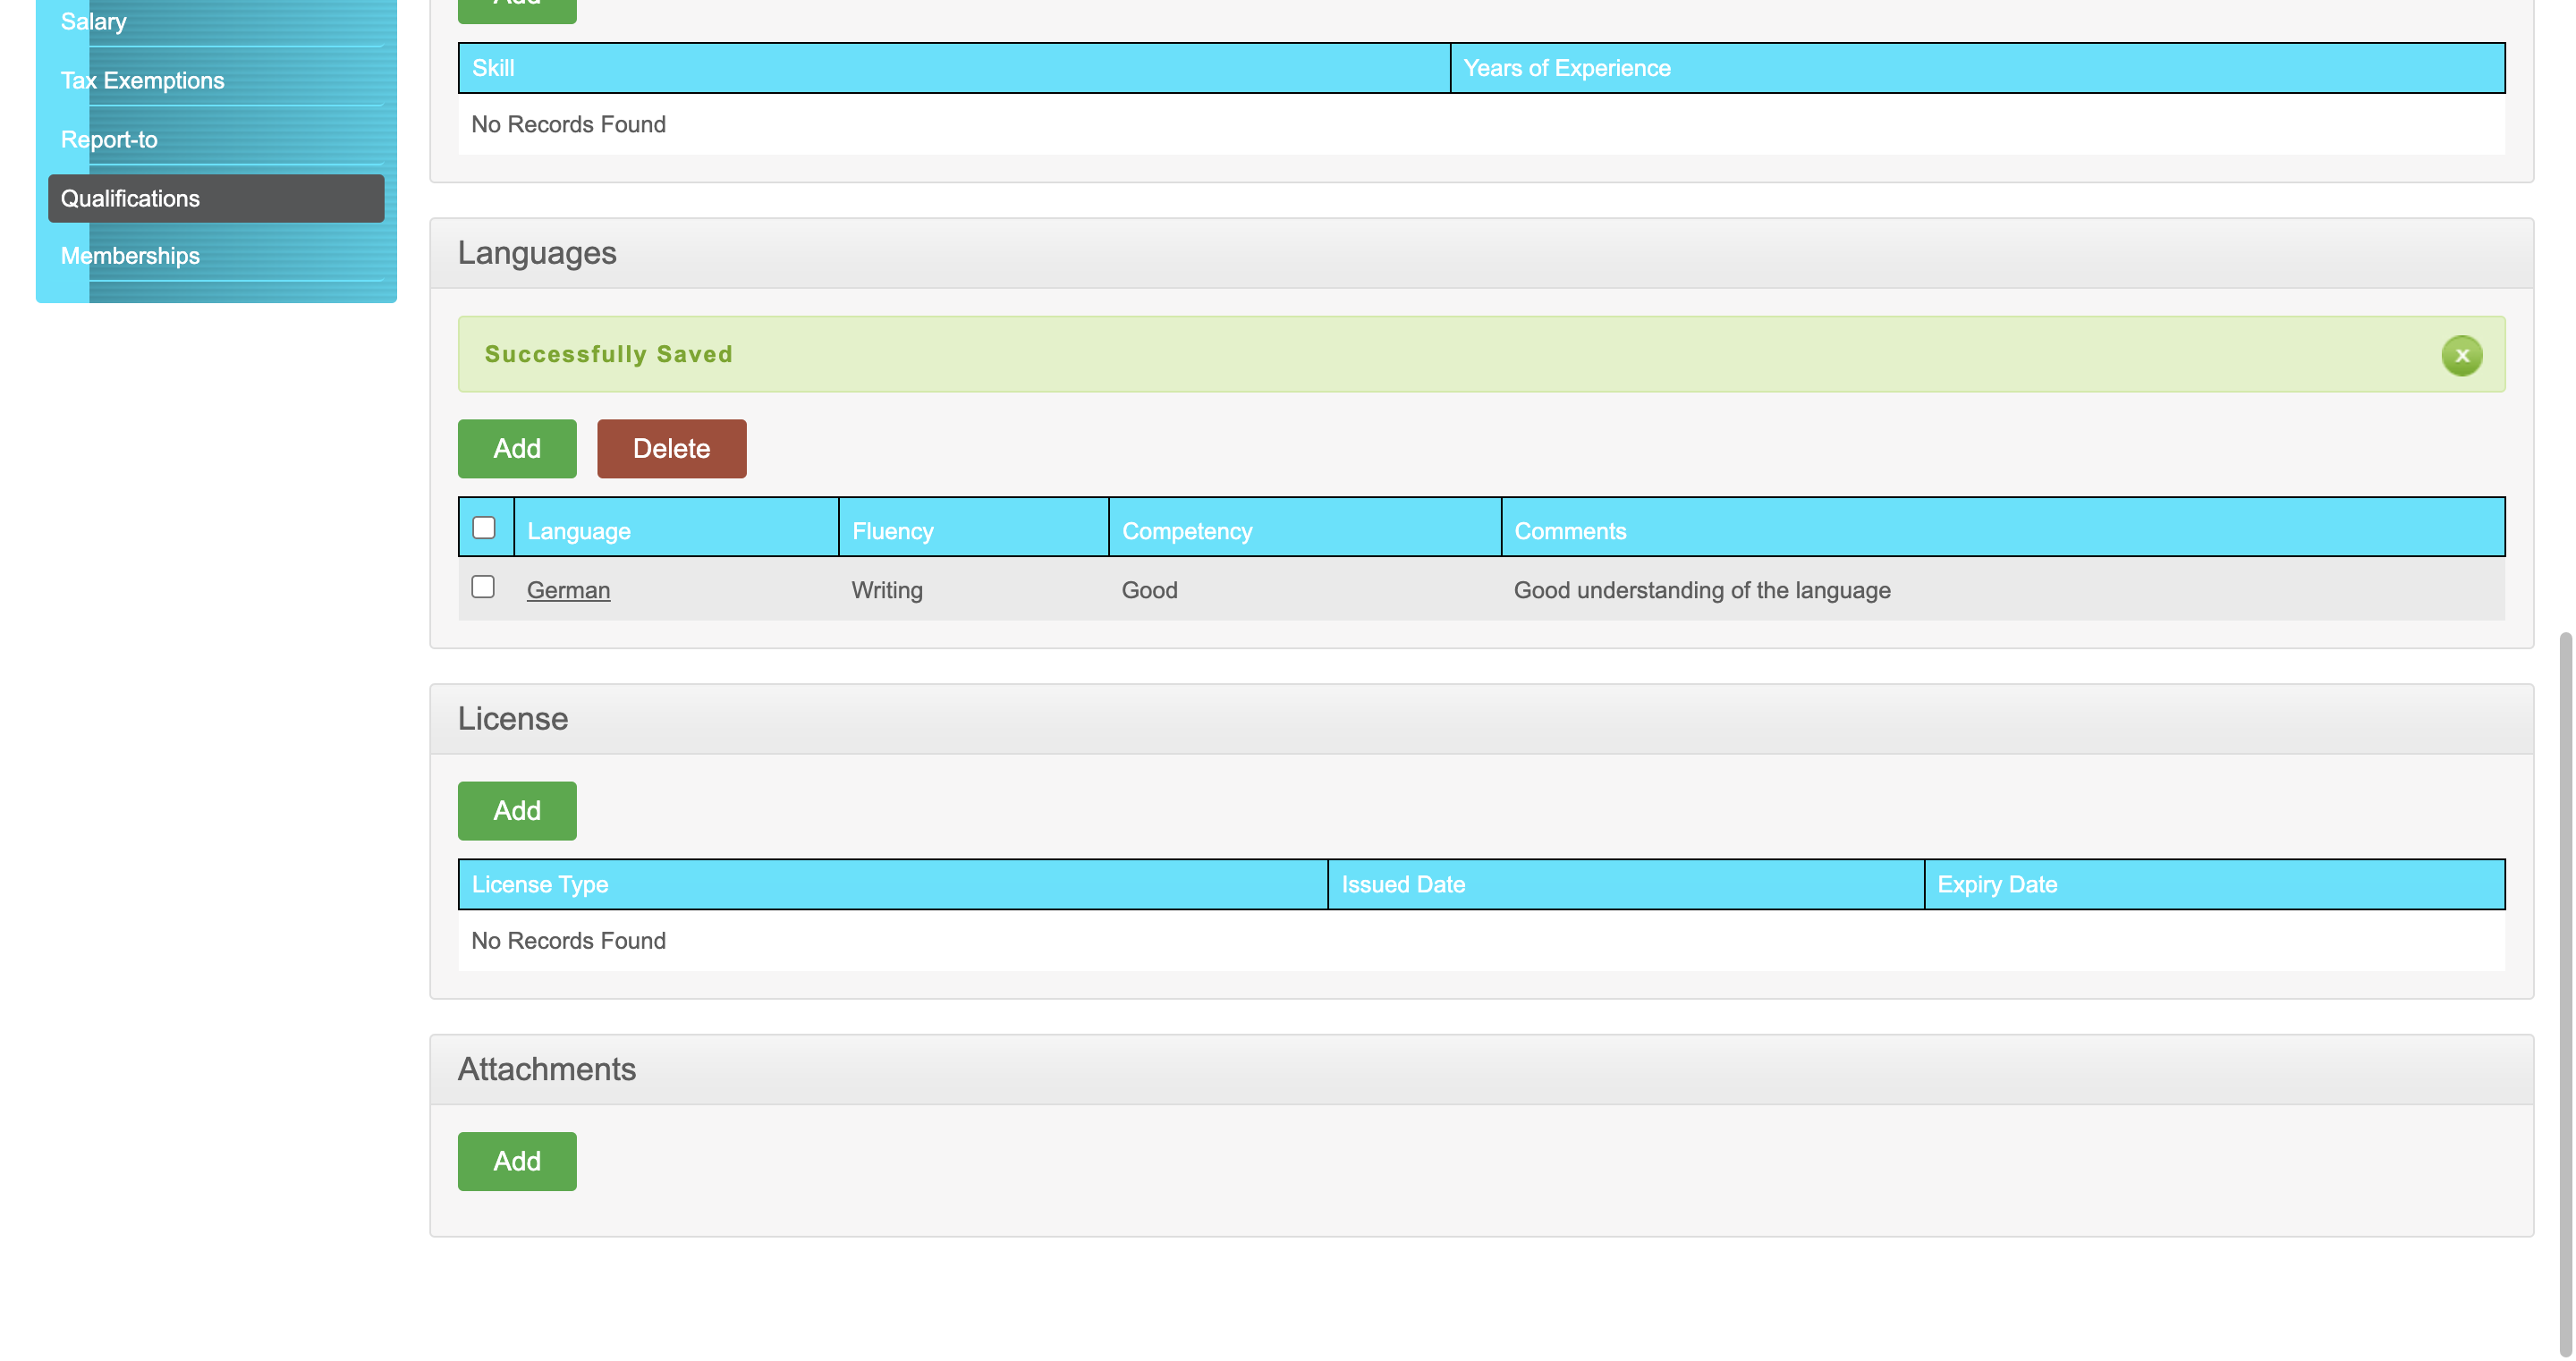 Salary
Tax Exemptions
Report-to
Qualifications
Memberships
Add
Skill Years of Experience
No Records Found
Languages
Successfully Saved
x
Add Delete
Language Fluency Competency Comments
German Writing Good Good understanding of the language
License
Add
License Type Issued Date Expiry Date
No Records Found
Attachments
Add